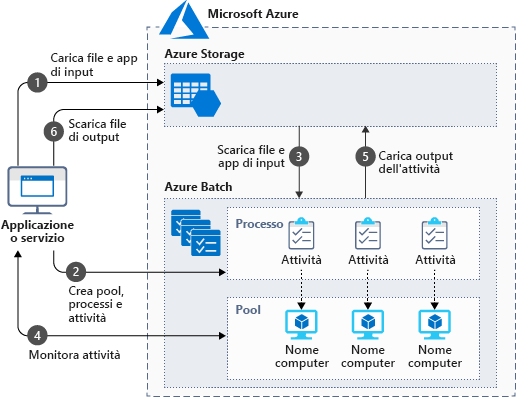 Microsoft Azure
Azure Storage
Carica file e app
di input
1
6
Scarica file
di output
Scarica file e
app di input
3
5
Carica output
dell'attività
Applicazione
o servizio
Azure Batch
Processo
Attività
Attività
Attività
2
Crea pool,
processi e
attività
Pool
4
Monitora attività
Nome
computer
Nome
computer
Nome
computer